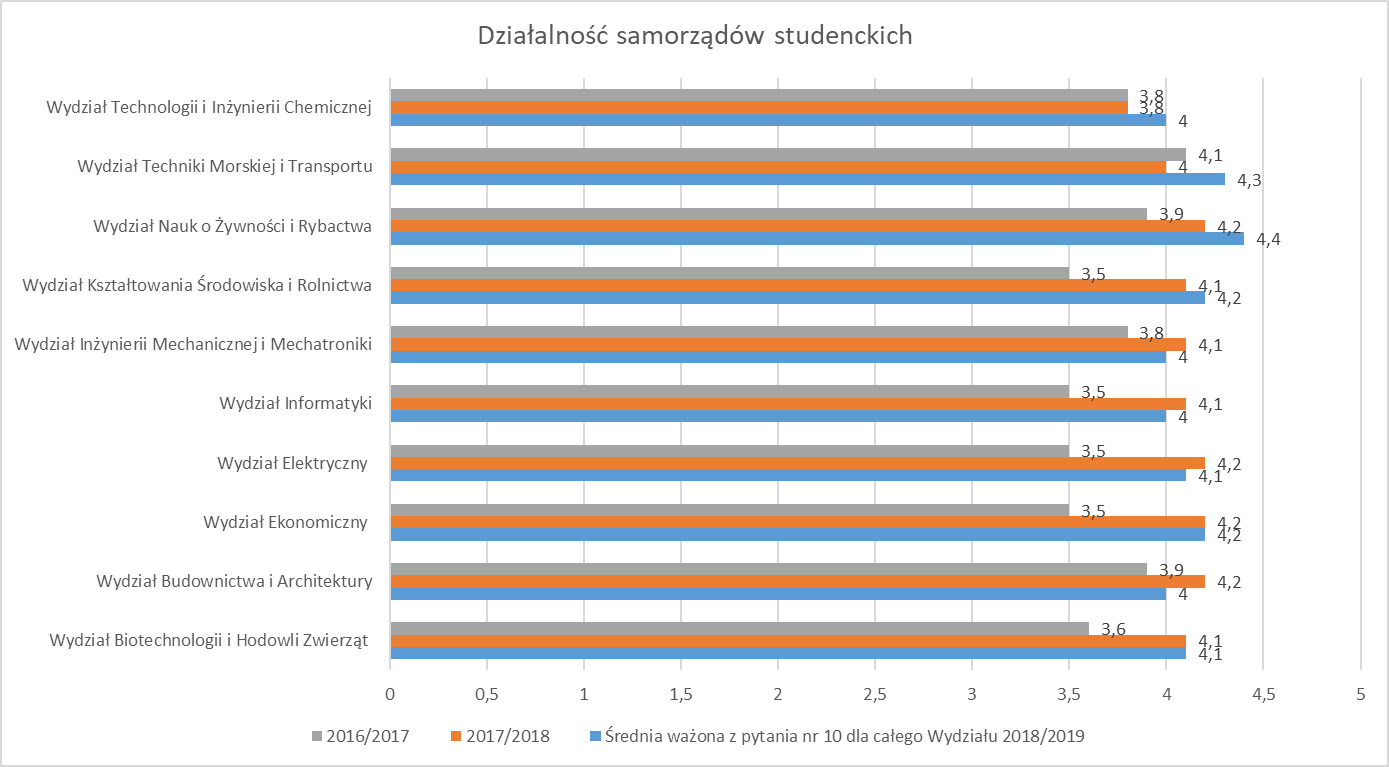 Działalność samorządów studenckich
Wydział Technologii i Inżynierii Chemicznej
3,8
3,8
4
Wydział Techniki Morskiej i Transportu
4,1
4
4,3
Wydział Nauk o Żywności i Rybactwa
3,9
4,2
4,4
Wydział Kształtowania Środowiska i Rolnictwa
3,5
4,1
4,2
Wydział Inżynierii Mechanicznej i Mechatroniki
3,8
4,1
4
Wydział Informatyki
3,5
4,1
4
Wydział Elektryczny
3,5
4,2
4,1
Wydział Ekonomiczny
3,5
4,2
4,2
Wydział Budownictwa i Architektury
3,9
4,2
4
Wydział Biotechnologii i Hodowli Zwierząt
3,6
4,1
4,1
0 0,5 1 1,5 2 2,5 3 3,5 4 4,5 5
2016/2017 2017/2018 Średnia ważona z pytania nr 10 dla całego Wydziału 2018/2019